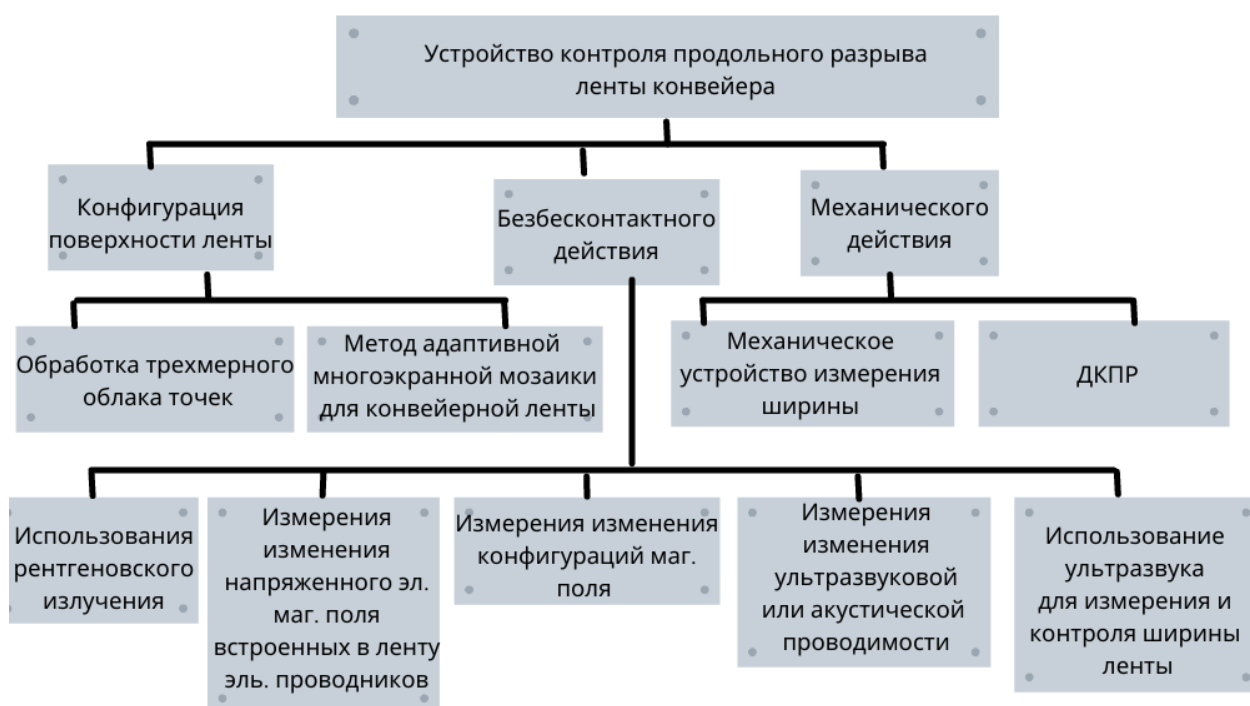 Устройство контроля продольного разрыва
ленты конвейера
Конфигурация
поверхности ленты
Безбесконтактного
действия
Механического
действия
Обработка трехмерного
облака точек
Метод адаптивной
многоэкранной мозаики
для конвейерной ленты
Механическое
устройство измерения
ширины
ДКПР
Использования
рентгеновского
излучения
Измерения
изменения
напряженного эл.
маг. поля
встроенных в ленту
эль. проводников
Измерения изменения
конфигураций маг.
поля
Измерения
изменения
ультразвуковой
или акустической
проводимости
Использование
ультразвука
для измерения и
контроля ширины
ленты